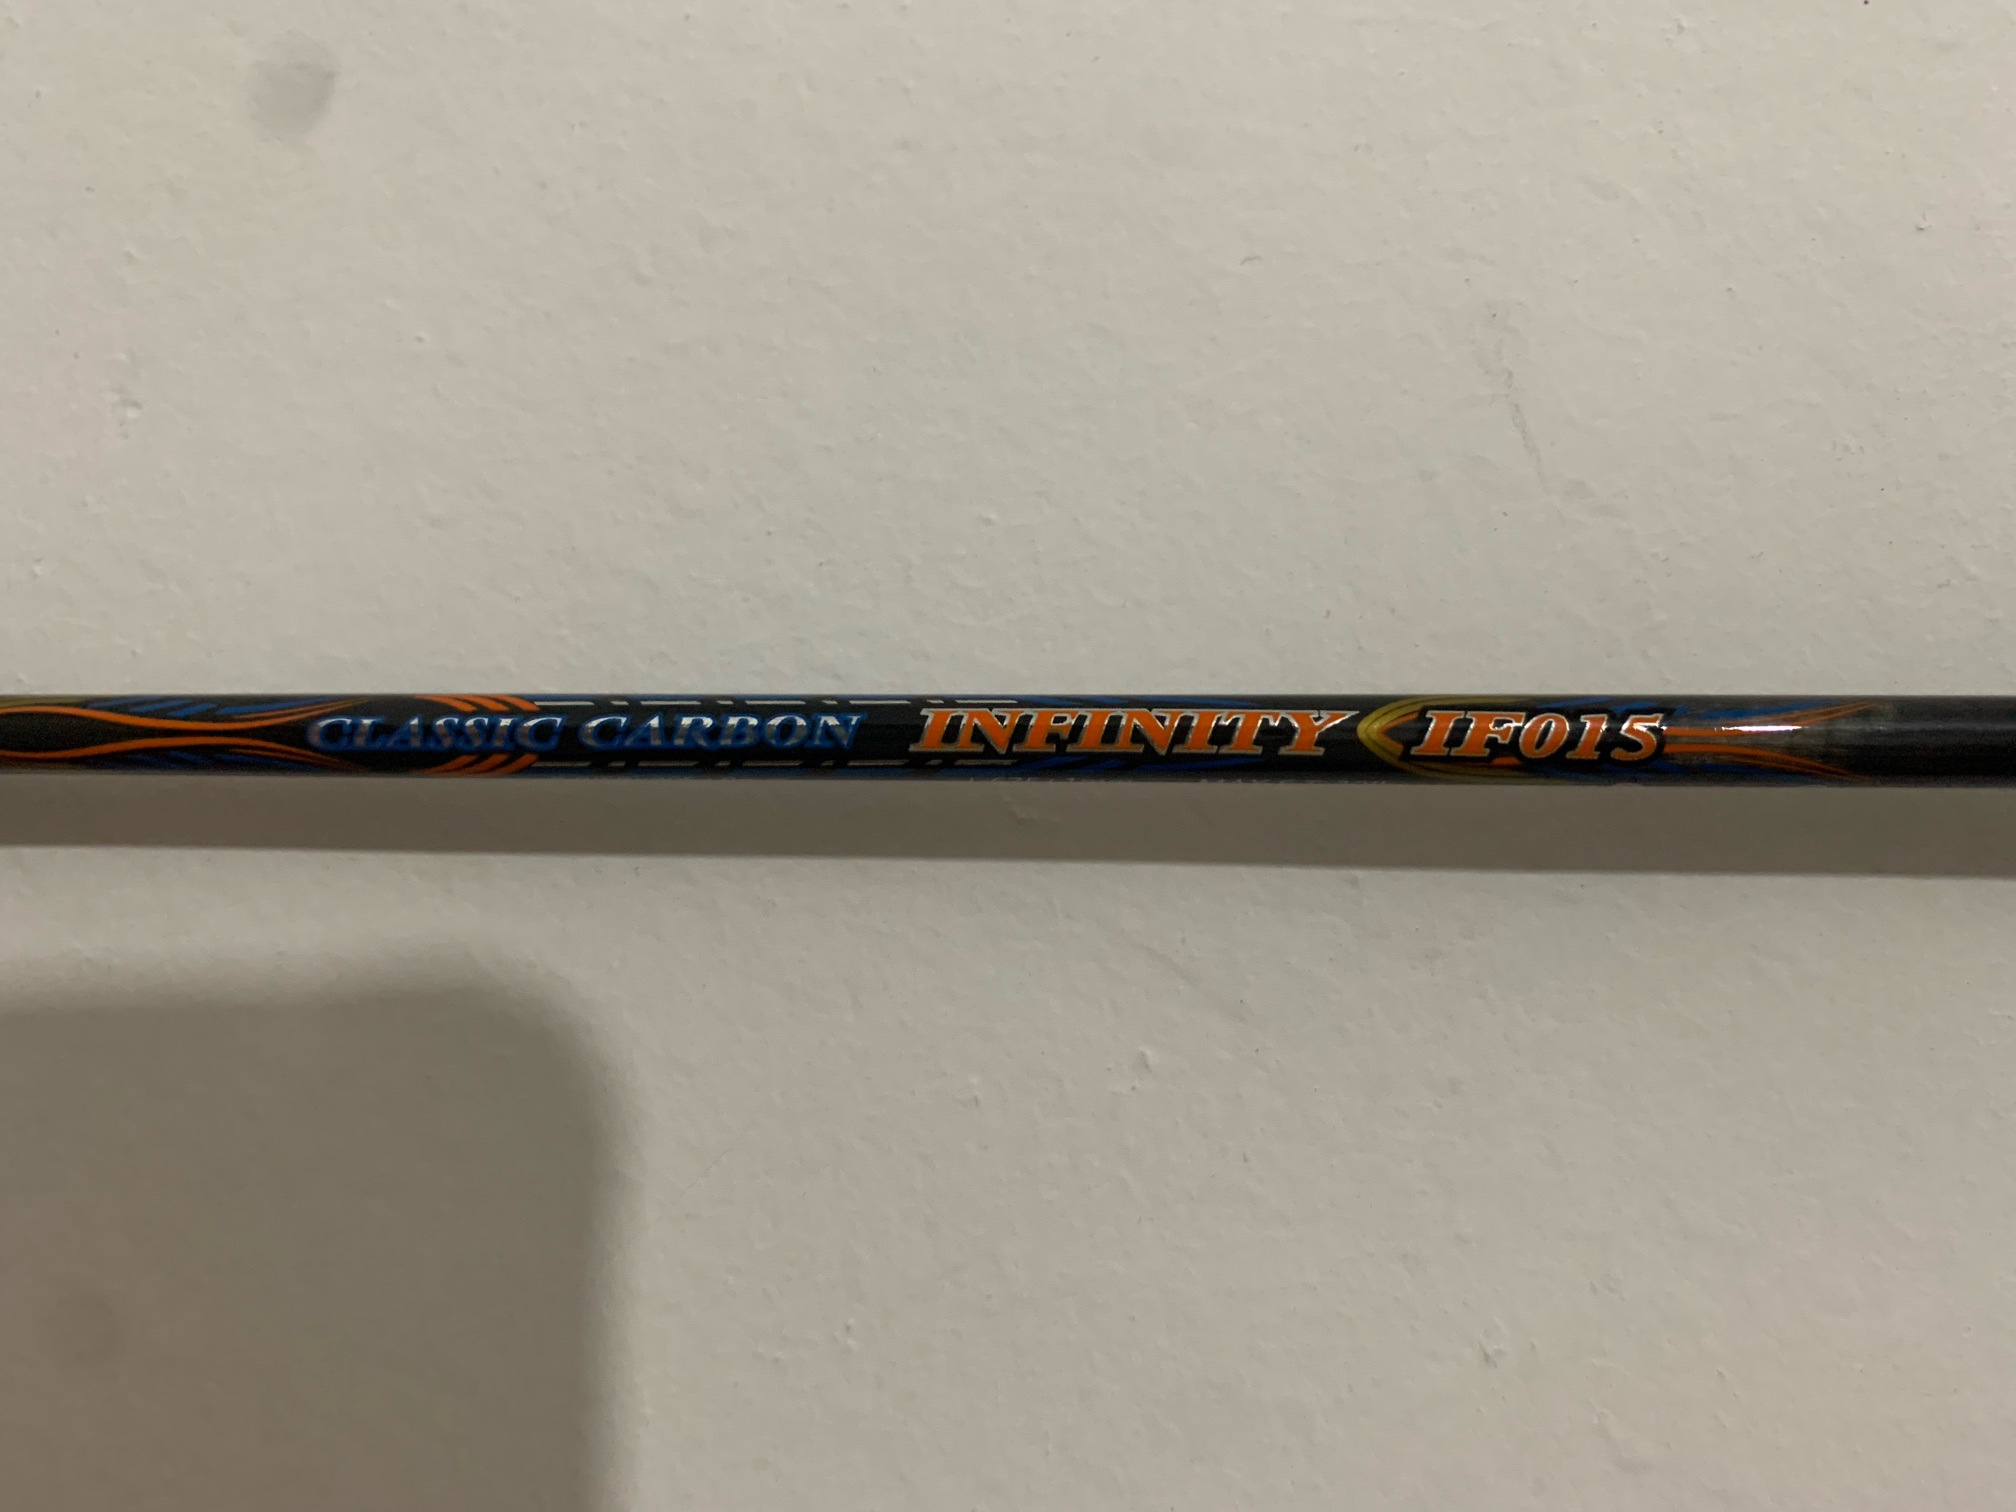 CLASSIC CARBON INFINITY IF015